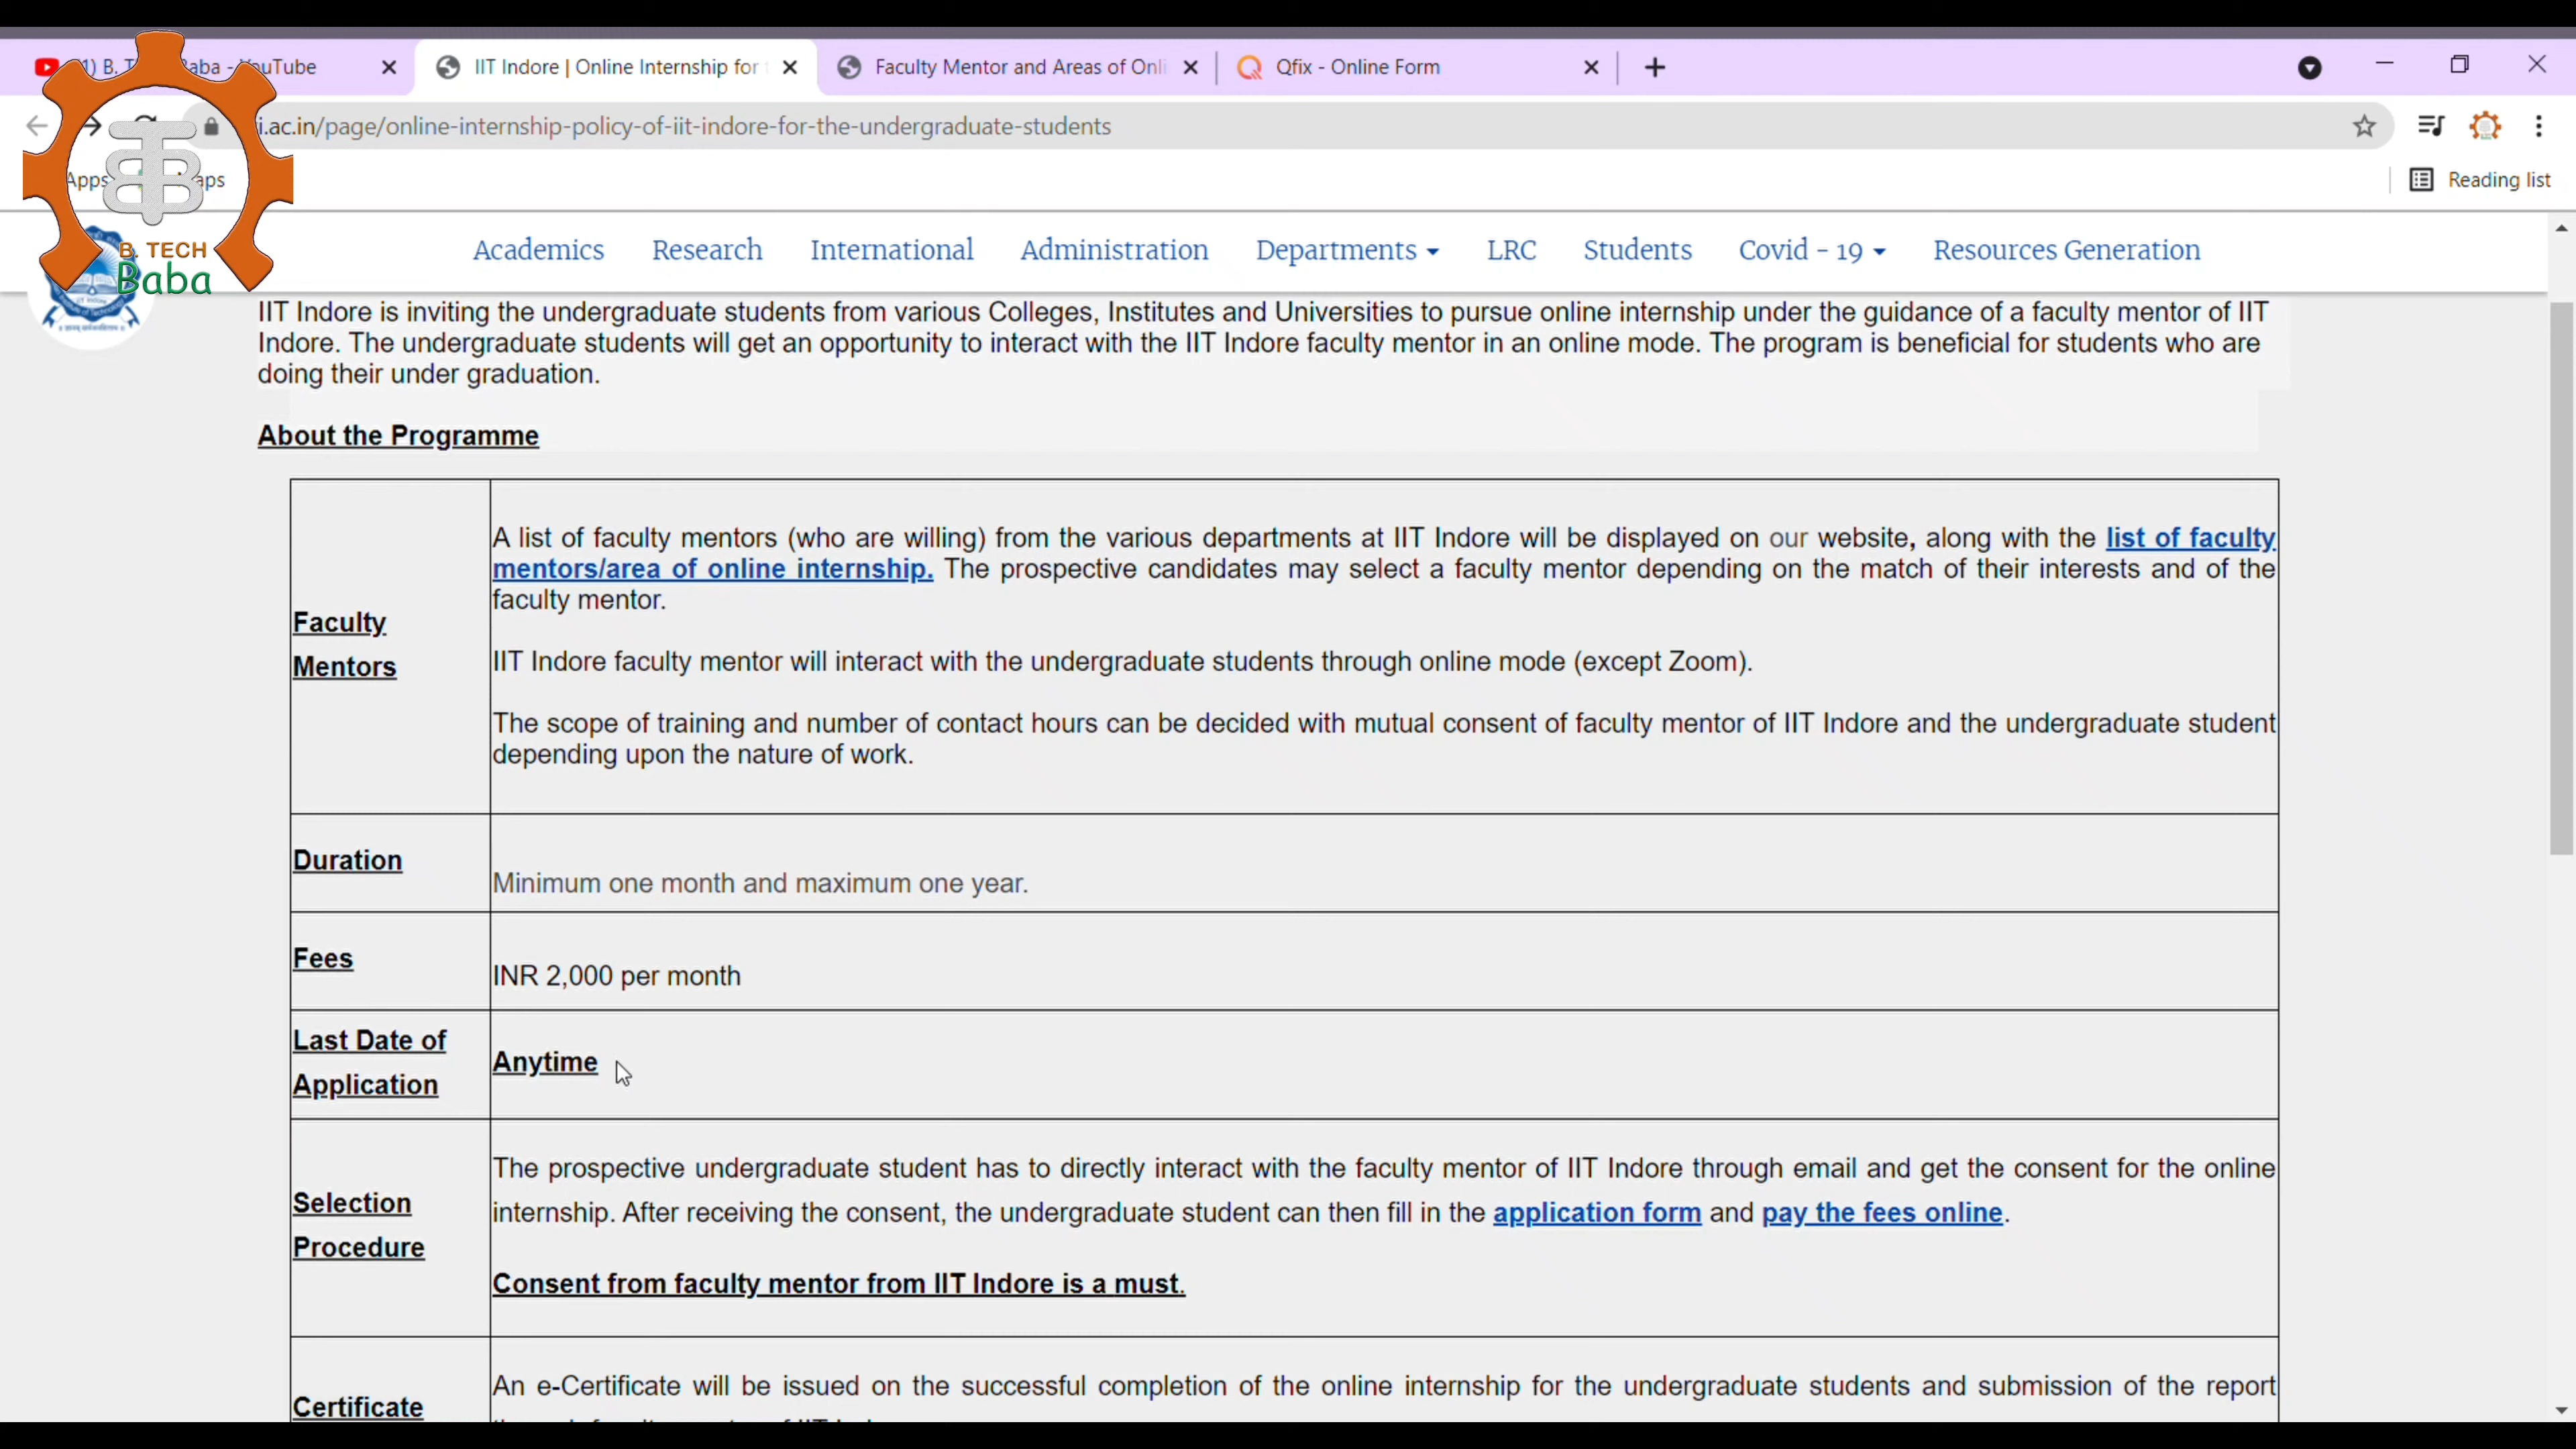 1) B. T Baba - YouTube
IIT Indore | Online Internship for
Faculty Mentor and Areas of Onli
Qfix - Online Form
i.ac.in/page/online-internship-policy-of-iit-indore-for-the-undergraduate-students
Apps aps
Reading list
B. TECH
Baba
Academics Research International Administration Departments LRC Students Covid - 19 Resources Generation
IIT Indore is inviting the undergraduate students from various Colleges, Institutes and Universities to pursue online internship under the guidance of a faculty mentor of IIT
Indore. The undergraduate students will get an opportunity to interact with the IIT Indore faculty mentor in an online mode. The program is beneficial for students who are
doing their under graduation.
About the Programme
Faculty
Mentors
A list of faculty mentors (who are willing) from the various departments at IIT Indore will be displayed on our website, along with the list of faculty
mentors/area of online internship. The prospective candidates may select a faculty mentor depending on the match of their interests and of the
faculty mentor.
IIT Indore faculty mentor will interact with the undergraduate students through online mode (except Zoom).
The scope of training and number of contact hours can be decided with mutual consent of faculty mentor of IIT Indore and the undergraduate student
depending upon the nature of work.
Duration
Minimum one month and maximum one year.
Fees
INR 2,000 per month
Last Date of
Application
Anytime
Selection
Procedure
The prospective undergraduate student has to directly interact with the faculty mentor of IIT Indore through email and get the consent for the online
internship. After receiving the consent, the undergraduate student can then fill in the application form and pay the fees online.
Consent from faculty mentor from IIT Indore is a must.
Certificate
An e-Certificate will be issued on the successful completion of the online internship for the undergraduate students and submission of the report